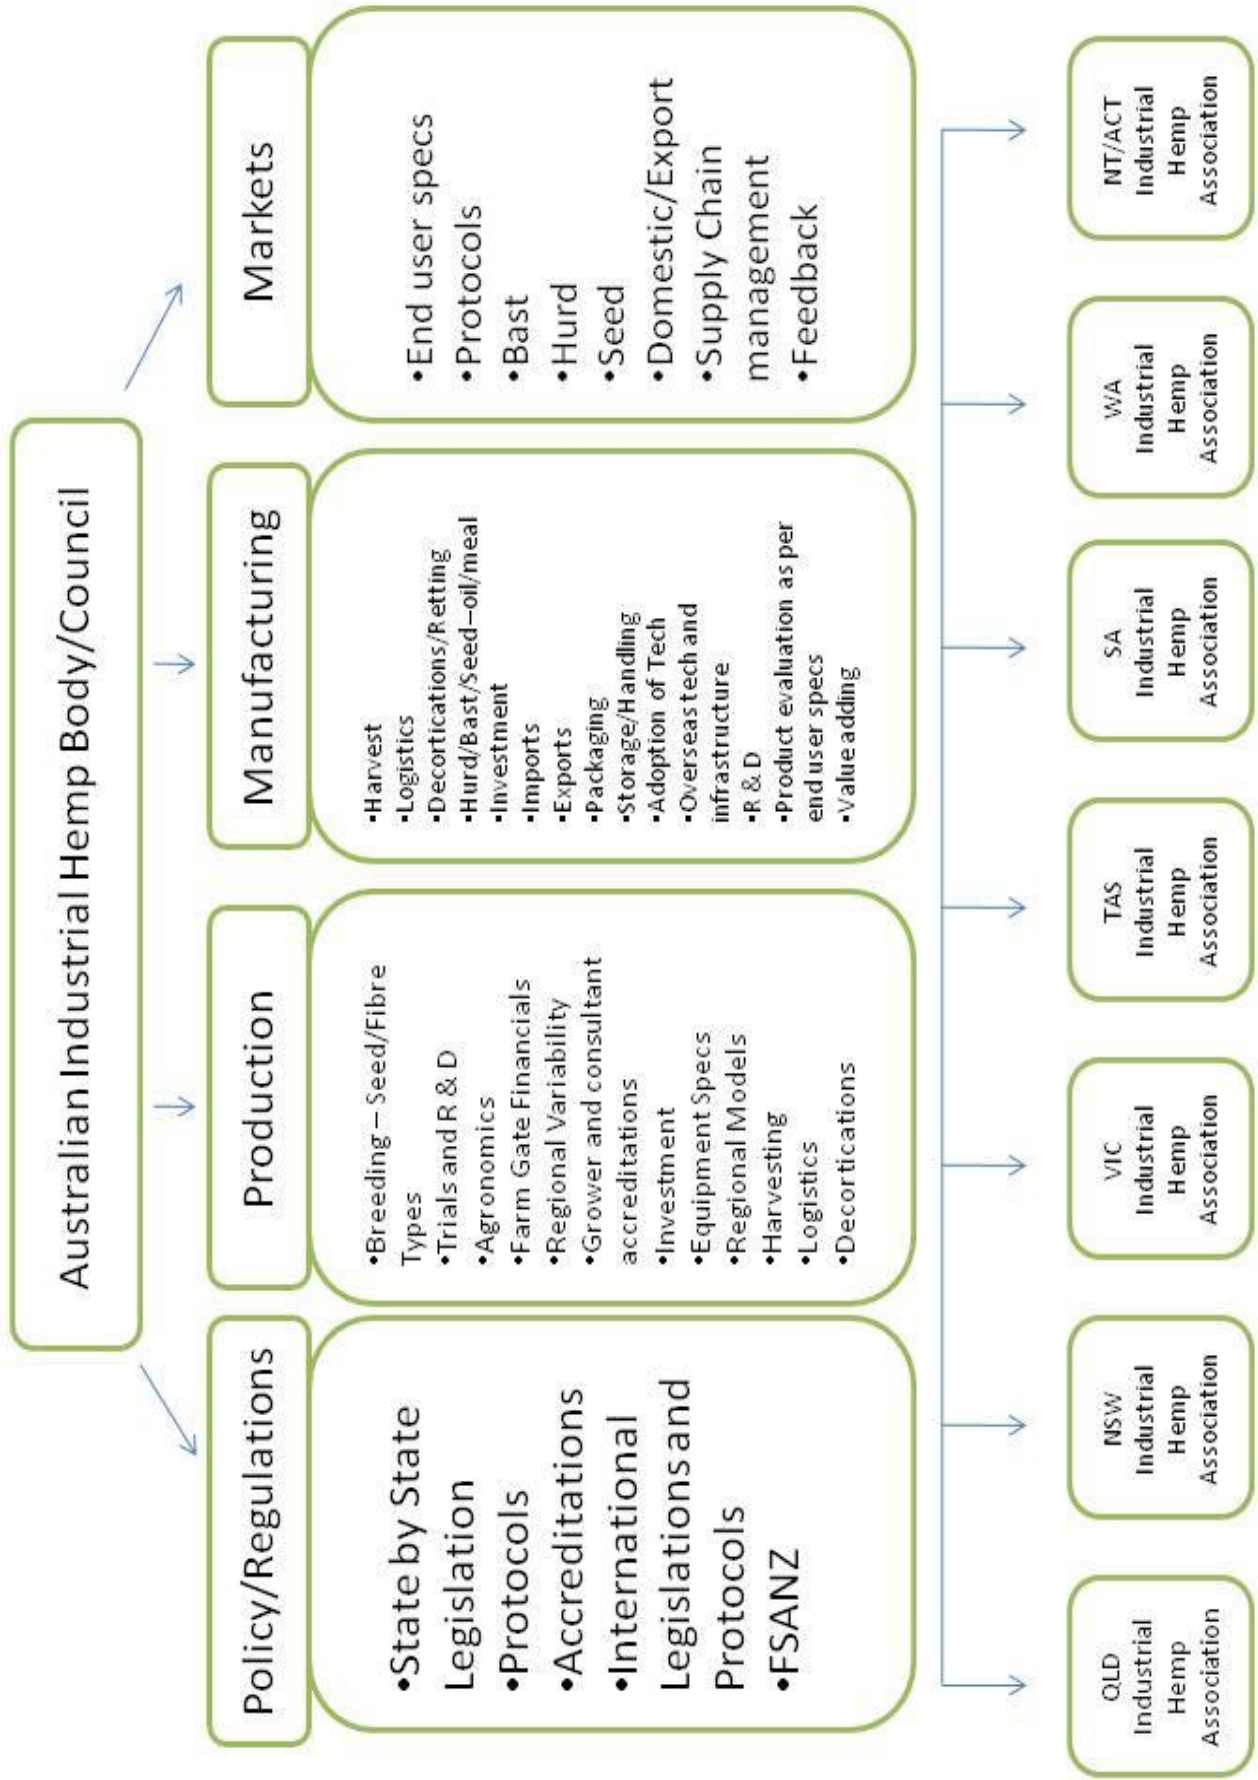 Australian Industrial Hemp Body/Council
Policy/Regulations
•State by State
Legislation
•Protocols
•Accreditations
•International
Legislations and
Protocols
•FSANZ
Production
•Breeding – Seed/Fibre
Types
•Trials and R & D
•Agronomics
•Farm Gate Financials
•Regional Variability
•Grower and consultant
accreditations
•Investment
•Equipment Specs
•Regional Models
•Harvesting
•Logistics
•Decortications
Manufacturing
•Harvest
•Logistics
•Decortications/Retting
•Hurd/Bast/Seed–oil/meal
•Investment
•Imports
•Exports
•Packaging
•Storage/Handling
•Adoption of Tech
•Overseas tech and
infrastructure
•R & D
•Product evaluation as per
end user specs
•Value adding
Markets
•End user specs
•Protocols
•Bast
•Hurd
•Seed
•Domestic/Export
•Supply Chain
management
•Feedback
QLD
Industrial
Hemp
Association
NSW
Industrial
Hemp
Association
VIC
Industrial
Hemp
Association
TAS
Industrial
Hemp
Association
SA
Industrial
Hemp
Association
WA
Industrial
Hemp
Association
NT/ACT
Industrial
Hemp
Association